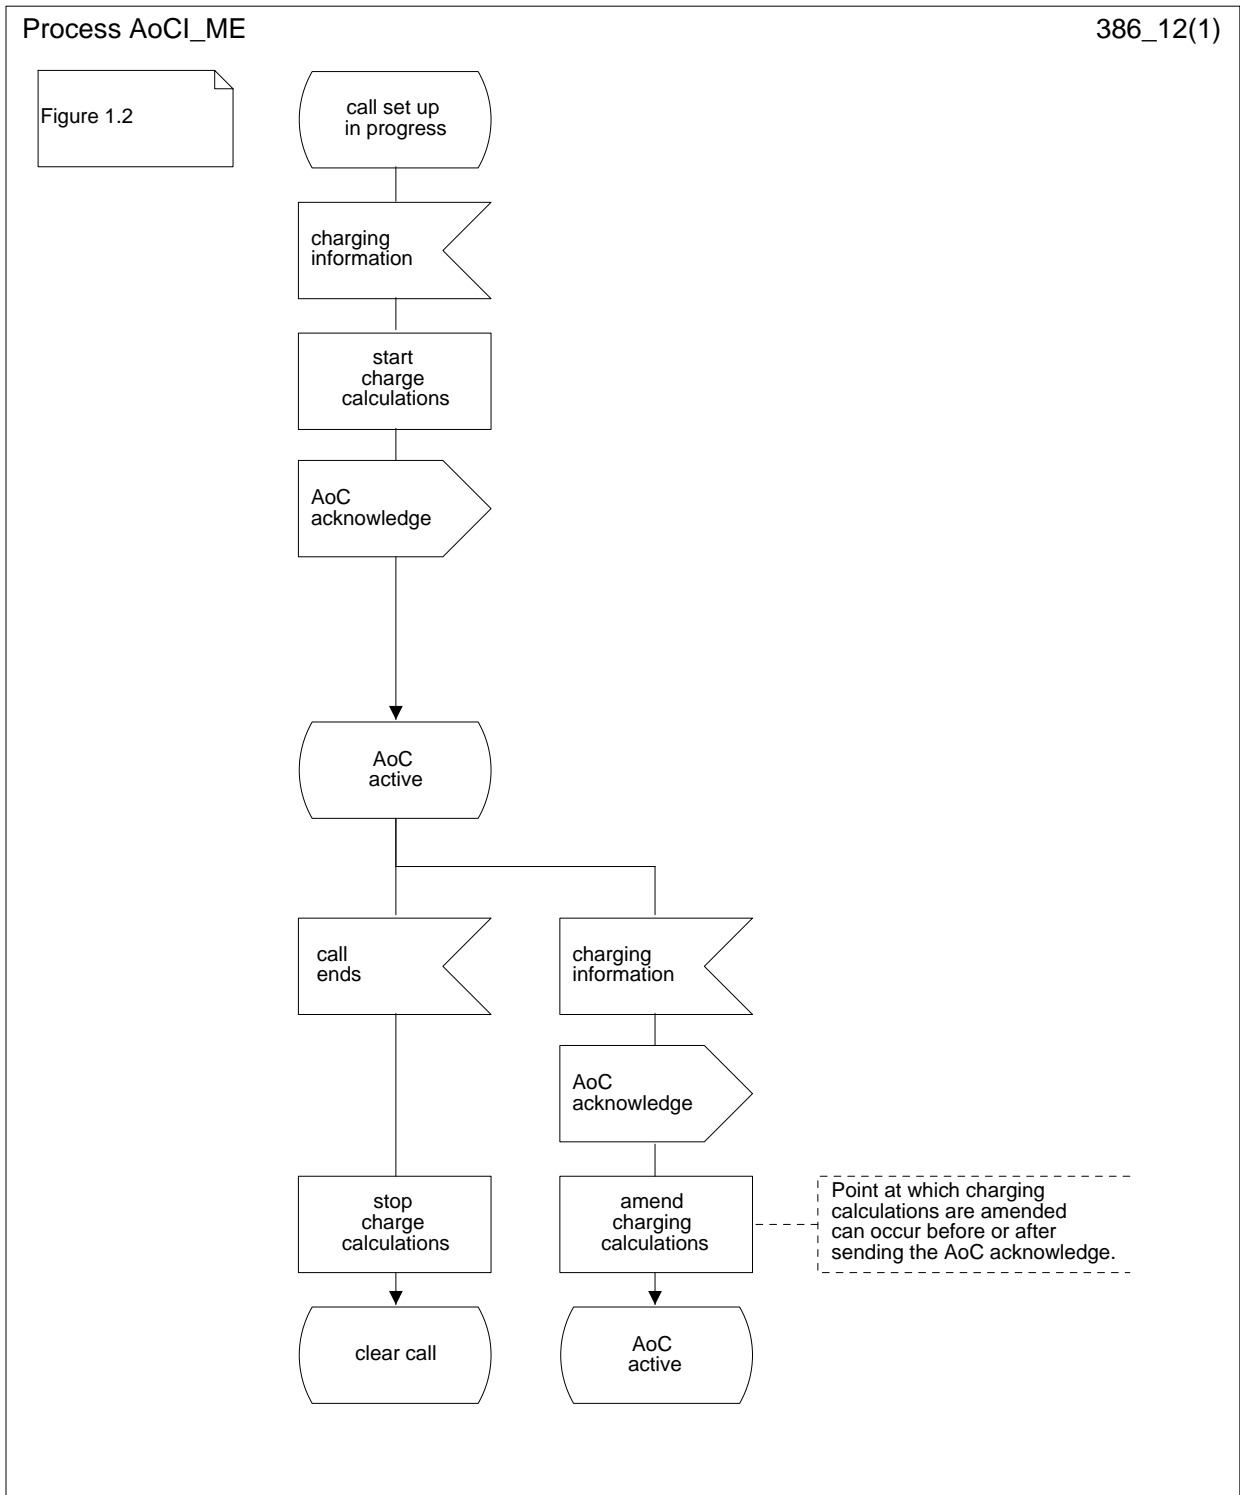 Process AoCI_ME
386_12(1)
Figure 1.2
call set up
in progress
charging
information
start
charge
calculations
AoC
acknowledge
AoC
active
call
ends
charging
information
AoC
acknowledge
stop
charge
calculations
amend
charging
calculations
Point at which charging
calculations are amended
can occur before or after
sending the AoC acknowledge.
clear call
AoC
active